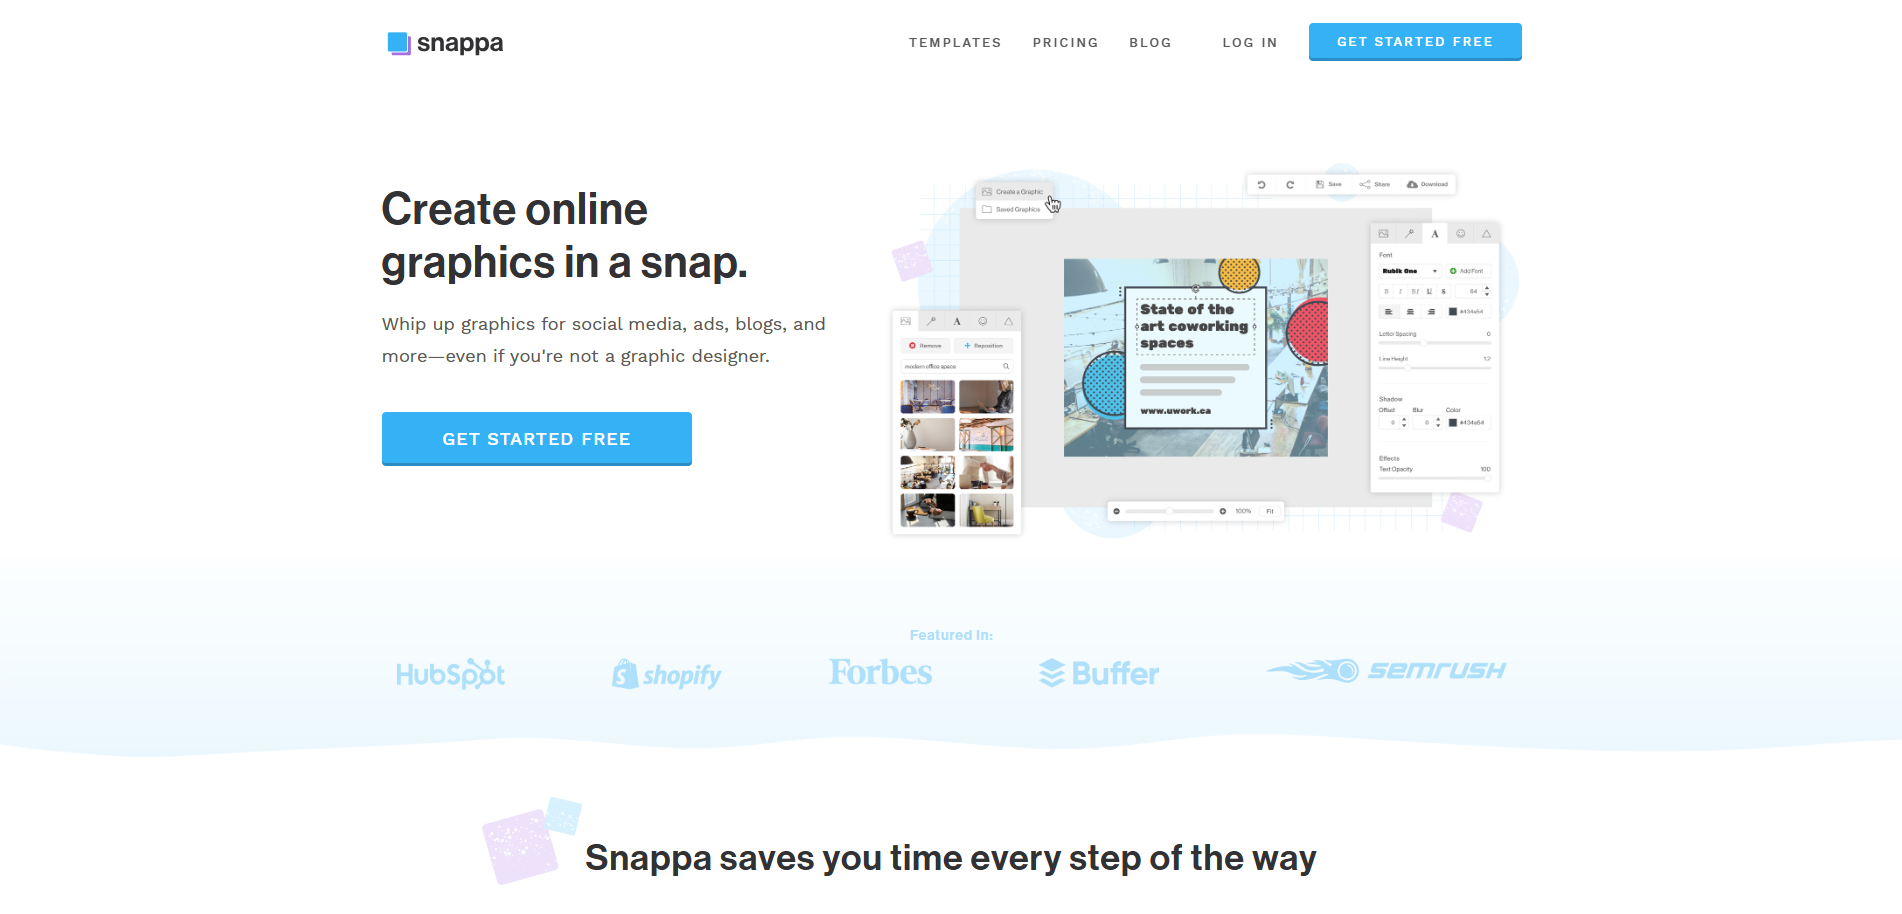 snappa
TEMPLATES
PRICING
BLOG
LOG IN
GET STARTED FREE
Create online
graphics in a snap.
Whip up graphics for social media, ads, blogs, and
more—even if you're not a graphic designer.
GET STARTED FREE
Create a Graphic
Saved Graphics
Save
Share
Download
Remove
Reposition
modern office space
State of the
art coworking
spaces
www.uwork.ca
100%
Fit
A
Font
Rubik One
Add Font
B I BI U S 64
#434a54
Letter Spacing 0
Line Height 1.2
Shadow
Offset Blur Color
6 0 #434a54
Effects
Text Opacity 100
Featured In:
HubSpot
shopify
Forbes
Buffer
semrush
Snappa saves you time every step of the way